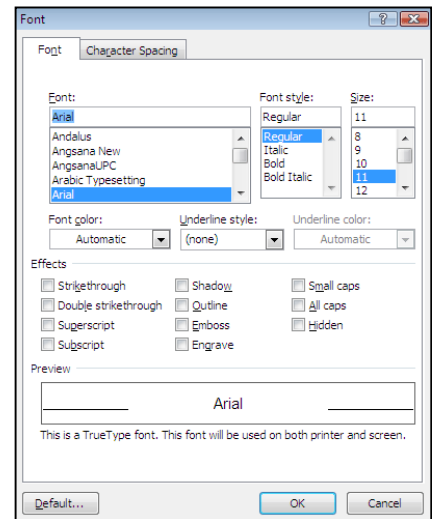 Font
Font Character Spacing
Font: Font style: Size:
Arial Regular 11
Andalus Regular 8
Angsana New Italic 9
AngsanaUPC Bold 10
Arabic Typesetting Bold Italic 11
Arial 12
Font color: Underline style: Underline color:
Automatic (none) Automatic
Effects
Strikethrough Shadow Small caps
Double strikethrough Outline All caps
Superscript Emboss Hidden
Subscript Engrave
Preview
Arial
This is a TrueType font. This font will be used on both printer and screen.
Default... OK Cancel